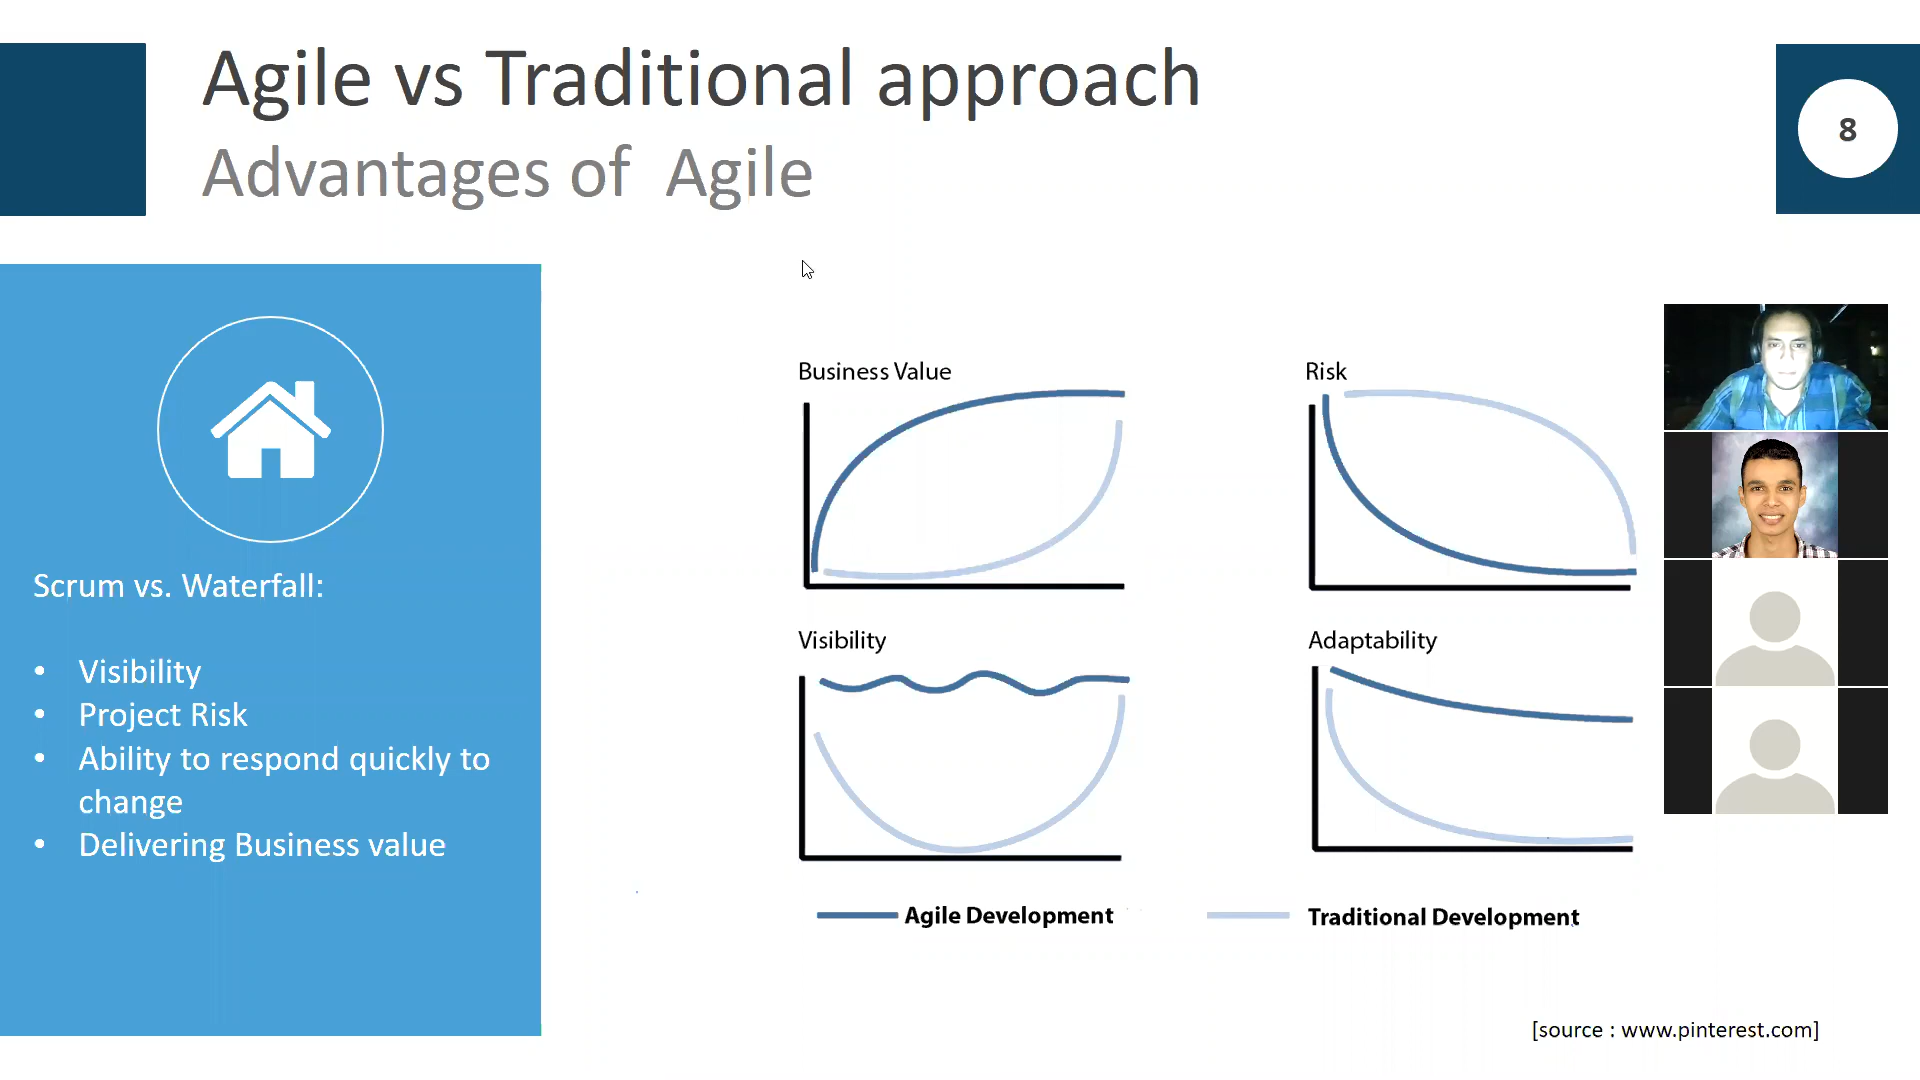 Agile vs Traditional approach
Advantages of Agile
8
Scrum vs. Waterfall:
• Visibility
• Project Risk
• Ability to respond quickly to
change
• Delivering Business value
Business Value
Risk
Visibility
Adaptability
Agile Development
Traditional Development
[source : www.pinterest.com]